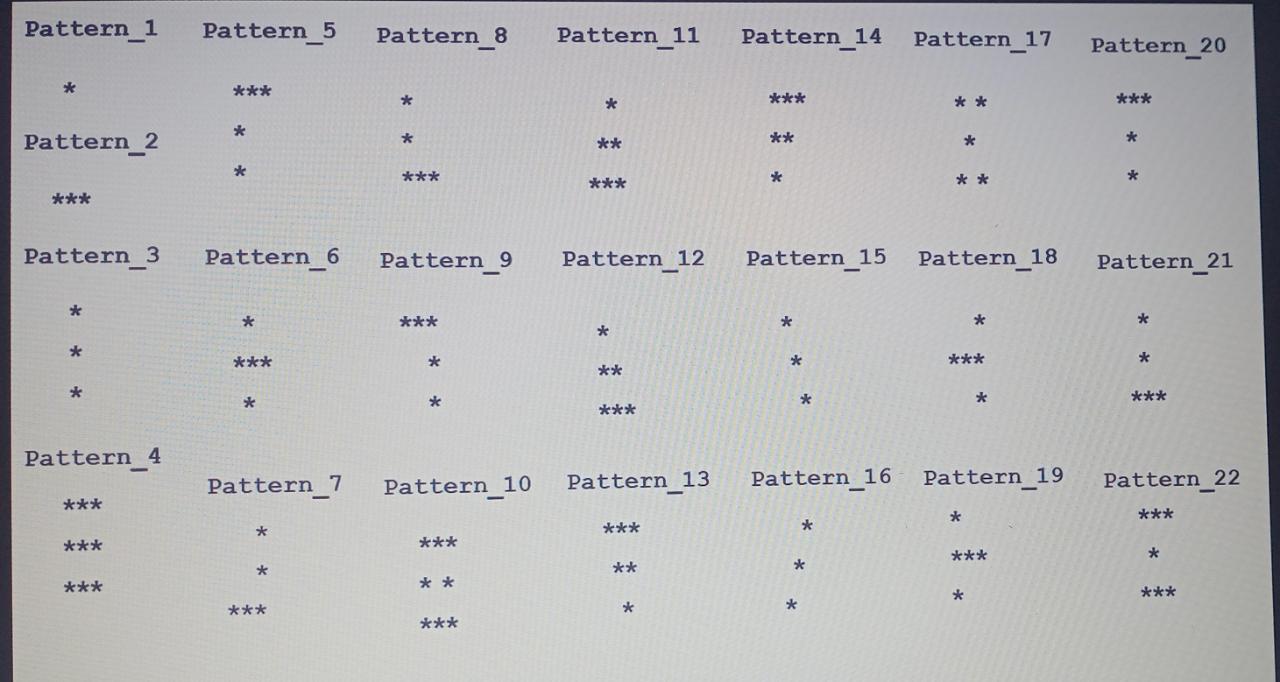 Pattern_1
*
Pattern_2
***
Pattern_3
*
*
*
Pattern_4
***
***
***
Pattern_5
***
*
*
Pattern_6
 *
***
 *
Pattern_7
  *
  *
***
Pattern_8
*
*
***
Pattern_9
***
  *
  *
Pattern_10
***
* *
***
Pattern_11
  *
 **
***
Pattern_12
*
**
***
Pattern_13
***
 **
  *
Pattern_14
***
**
*
Pattern_15
*
 *
  *
Pattern_16
  *
 *
*
Pattern_17
* *
 *
* *
Pattern_18
  *
***
  *
Pattern_19
*
***
*
Pattern_20
***
 *
 *
Pattern_21
 *
 *
***
Pattern_22
***
 *
***